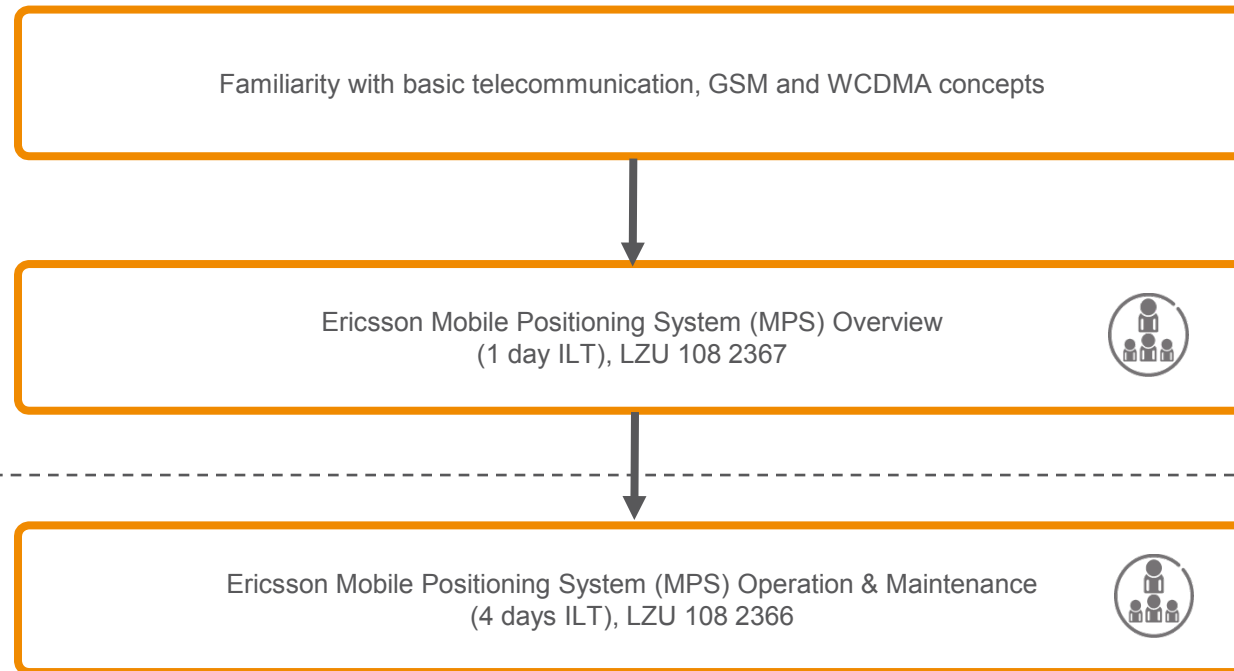 Familiarity with basic telecommunication, GSM and WCDMA concepts
Ericsson Mobile Positioning System (MPS) Overview
(1 day ILT), LZU 108 2367
Ericsson Mobile Positioning System (MPS) Operation & Maintenance
(4 days ILT), LZU 108 2366